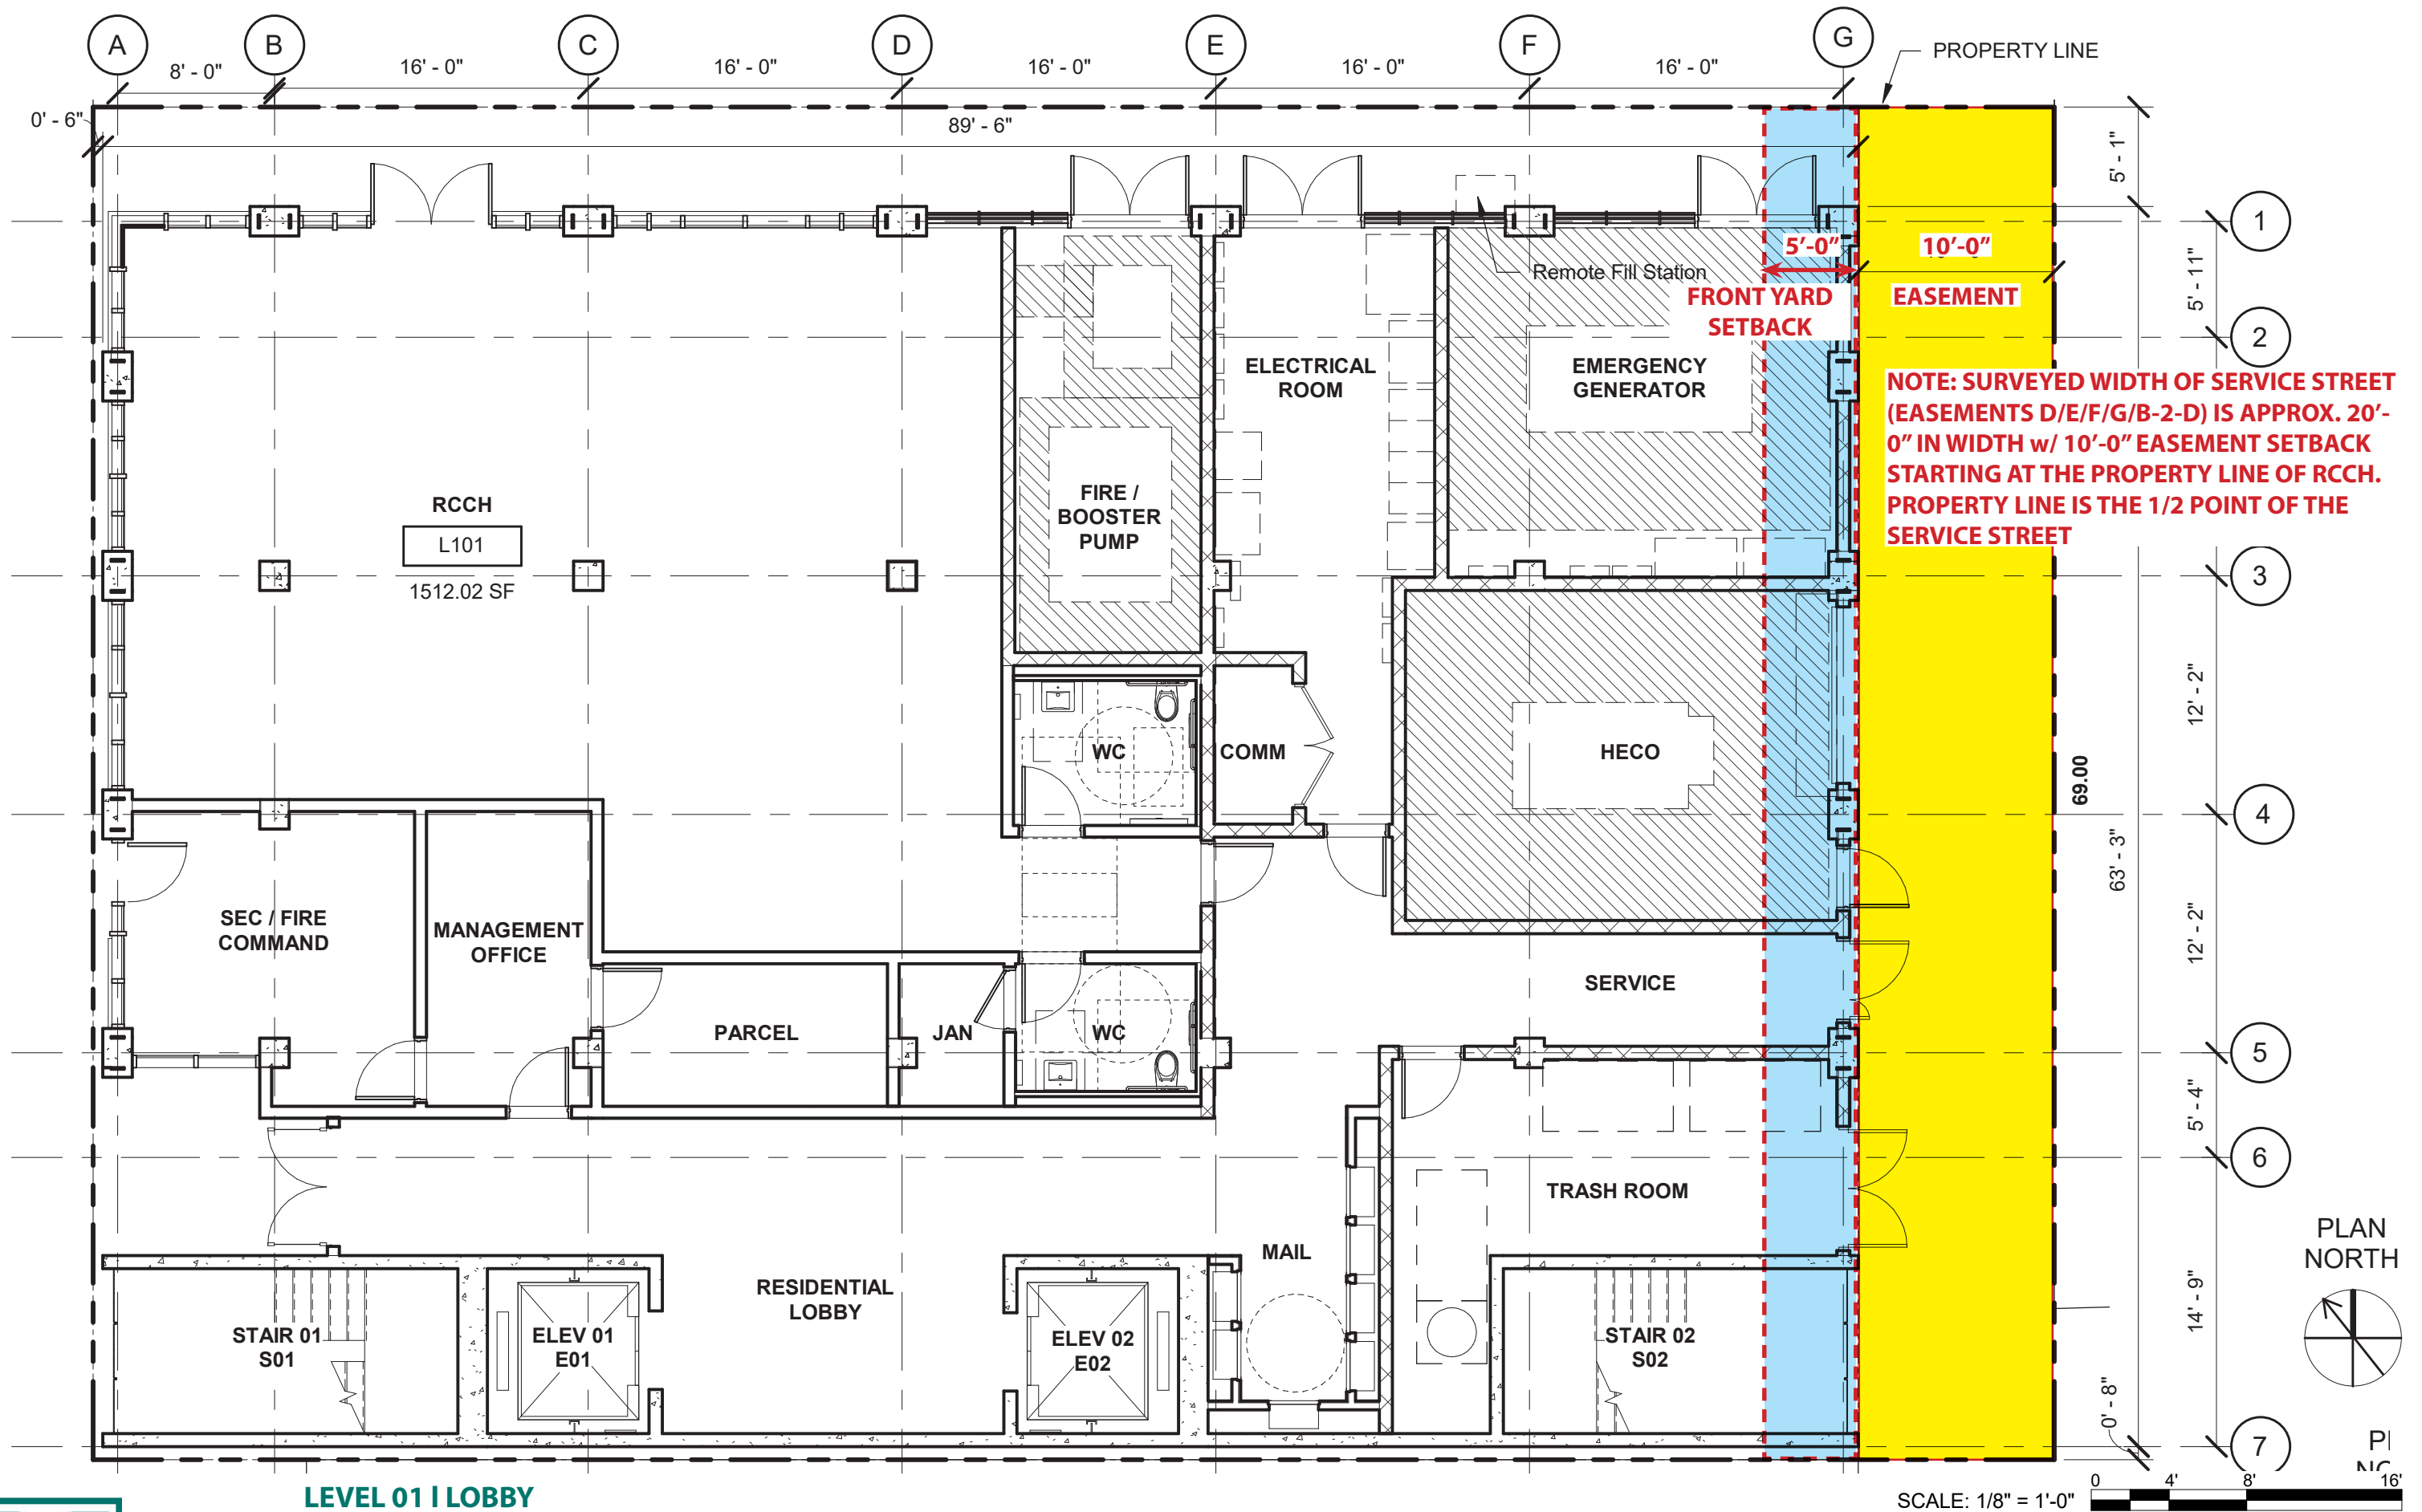 A
B
C
D
E
F
G
PROPERTY LINE
8' - 0"
16' - 0"
16' - 0"
16' - 0"
16' - 0"
16' - 0"
0' - 6"
89' - 6"
5' - 1"
1
5'-0"
10'-0"
Remote Fill Station
5' - 11"
FRONT YARD
SETBACK
EASEMENT
2
ELECTRICAL
ROOM
EMERGENCY
GENERATOR
NOTE: SURVEYED WIDTH OF SERVICE STREET
(EASEMENTS D/E/F/G/B-2-D) IS APPROX. 20'-
0" IN WIDTH w/ 10'-0" EASEMENT SETBACK
STARTING AT THE PROPERTY LINE OF RCCH.
PROPERTY LINE IS THE 1/2 POINT OF THE
SERVICE STREET
RCCH
L101
1512.02 SF
FIRE /
BOOSTER
PUMP
3
12' - 2"
WC
COMM
HECO
69.00
4
63' - 3"
SEC / FIRE
COMMAND
MANAGEMENT
OFFICE
12' - 2"
SERVICE
PARCEL
JAN
WC
5
5' - 4"
6
TRASH ROOM
MAIL
PLAN
NORTH
RESIDENTIAL
LOBBY
14' - 9"
STAIR 01
S01
ELEV 01
E01
ELEV 02
E02
STAIR 02
S02
0' - 8"
7
LEVEL 01 l LOBBY
0 4' 8' 16'
SCALE: 1/8" = 1'-0"